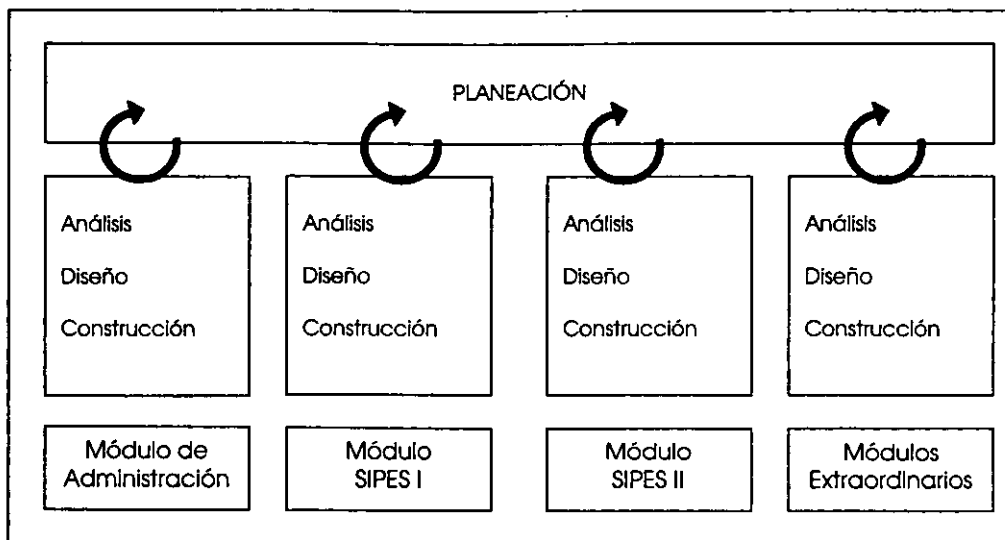 PLANEACIÓN
Análisis
Diseño
Construcción
Análisis
Diseño
Construcción
Análisis
Diseño
Construcción
Análisis
Diseño
Construcción
Módulo de
Administración
Módulo
SIPES I
Módulo
SIPES II
Módulos
Extraordinarios